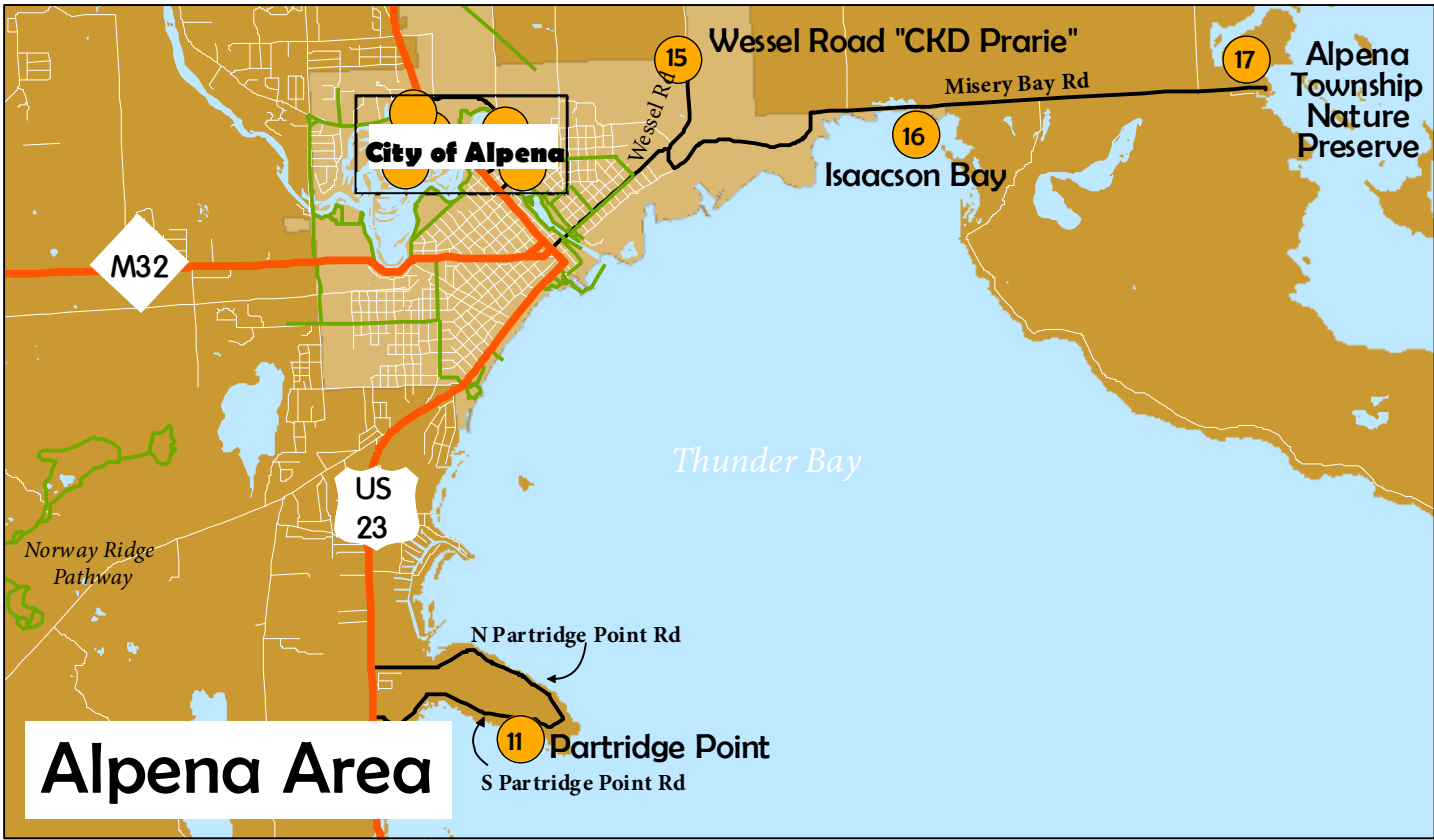 15
Wessel Road "CKD Prarie"
17
Alpena
Township
Nature
Preserve
Misery Bay Rd
Wessel Rd
16
Isaacson Bay
City of Alpena
M32
Thunder Bay
US
23
Norway Ridge
Pathway
N Partridge Point Rd
11
Partridge Point
S Partridge Point Rd
Alpena Area